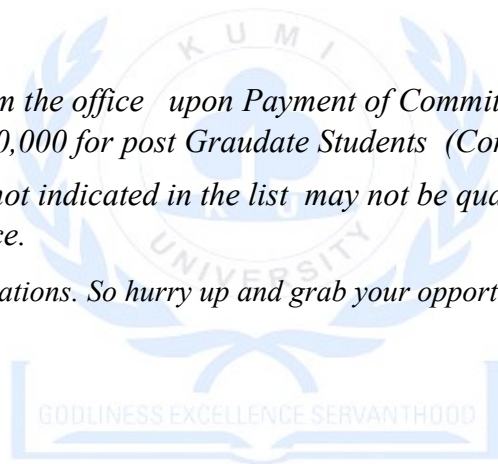 KUMI
m the office upon Payment of Commit
0,000 for post Graudate Students (Con
not indicated in the list may not be qua
ce.
K U
UNIVERSITY
ations. So hurry up and grab your opport
GODLINESS EXCELLENCE SERVANTHOOD